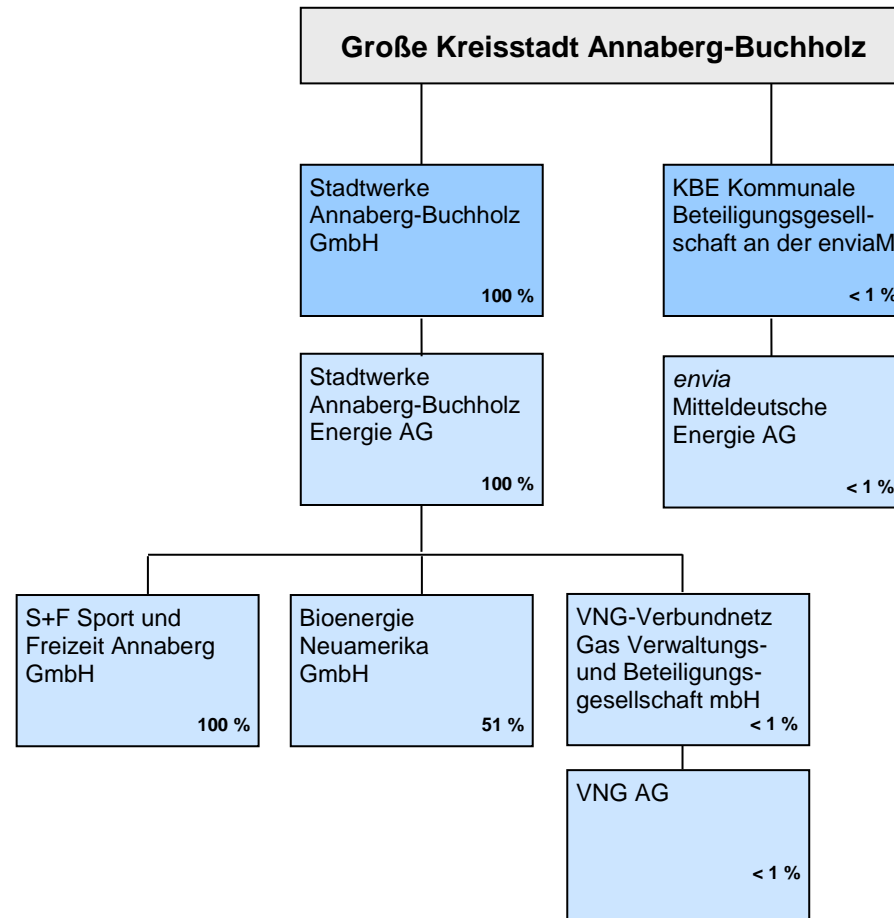 Große Kreisstadt Annaberg-Buchholz
Stadtwerke
Annaberg-Buchholz
GmbH
100 %
KBE Kommunale
Beteiligungsgesell-
schaft an der enviaM
< 1 %
Stadtwerke
Annaberg-Buchholz
Energie AG
100 %
envia
Mitteldeutsche
Energie AG
< 1 %
S+F Sport und
Freizeit Annaberg
GmbH
100 %
Bioenergie
Neuamerika
GmbH
51 %
VNG-Verbundnetz
Gas Verwaltungs-
und Beteiligungs-
gesellschaft mbH
< 1 %
VNG AG
< 1 %